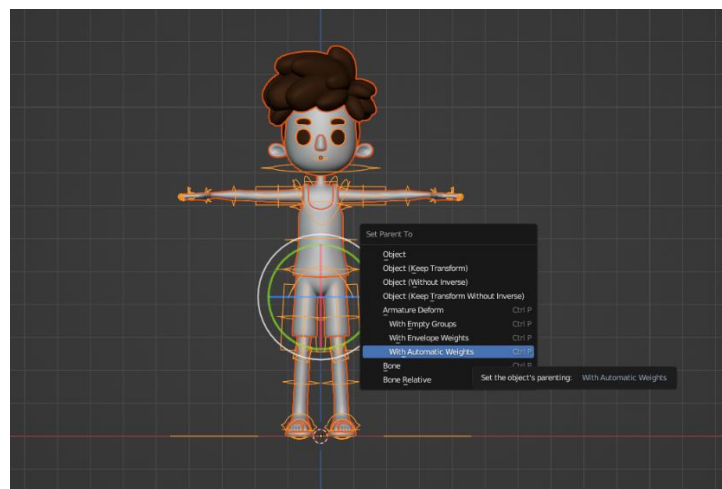 Set Parent To
Object
Object (Keep Transform)
Object (Without Inverse)
Object (Keep Transform Without Inverse)
Armature Deform Ctrl P
With Empty Groups
With Envelope Weights Ctrl P
With Automatic Weights Ctrl P
Bone Ctrl P
Bone Relative
Set the object's parenting: With Automatic Weights